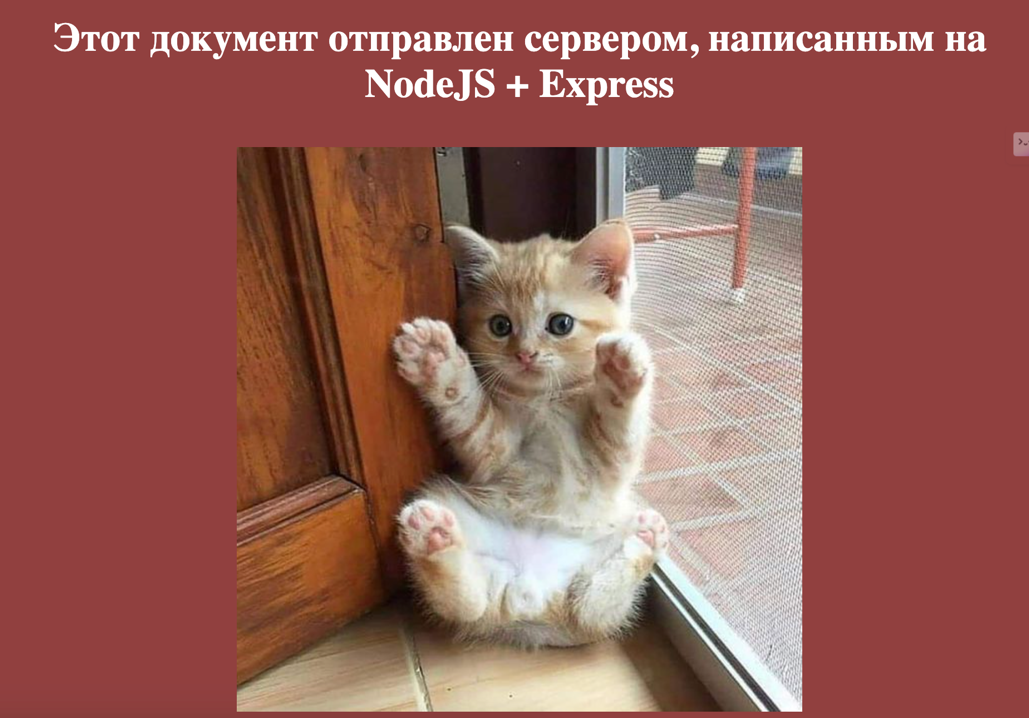 Этот документ отправлен сервером, написанным на
NodeJS + Express